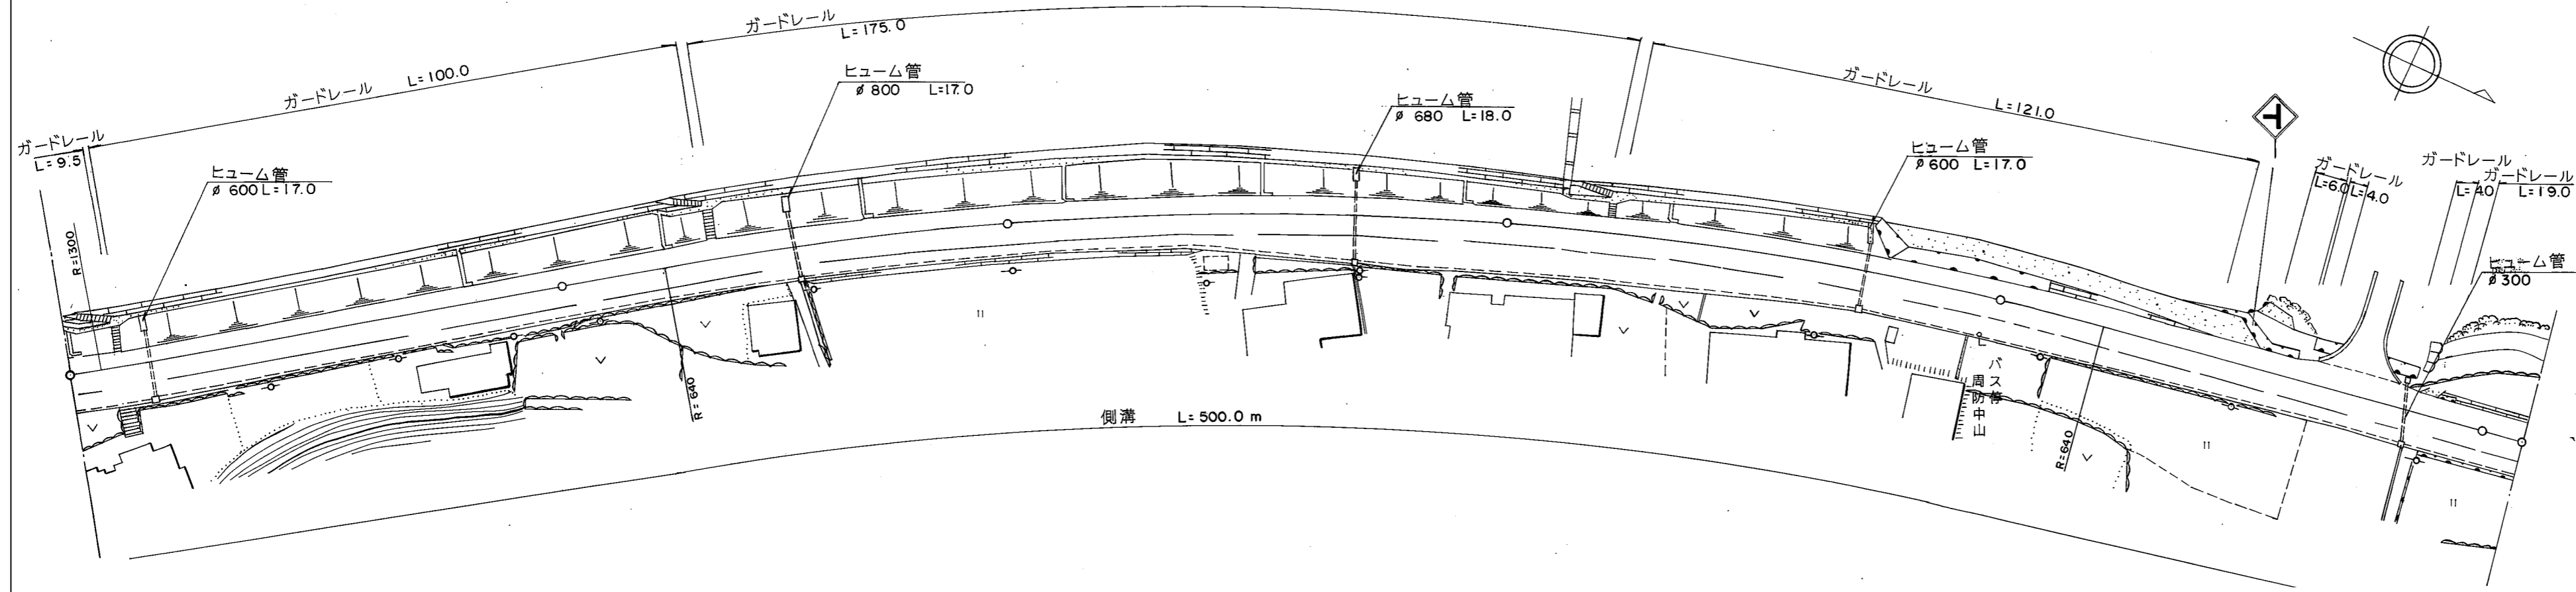 ガードレール
L=9.5
ガードレール L=100.0
ガードレール
L=175.0
ガードレール
L=121.0
ガードレール
L=6.0
L=4.0
ガードレール
L=4.0
ガードレール
L=19.0
ヒューム管
ø 600 L=17.0
ヒューム管
ø 800 L=17.0
ヒューム管
ø 680 L=18.0
ヒューム管
ø 600 L=17.0
ヒューム管
ø 300
R=1300
R=640
R=640
バス停
周防中山
側溝 L=500.0 m